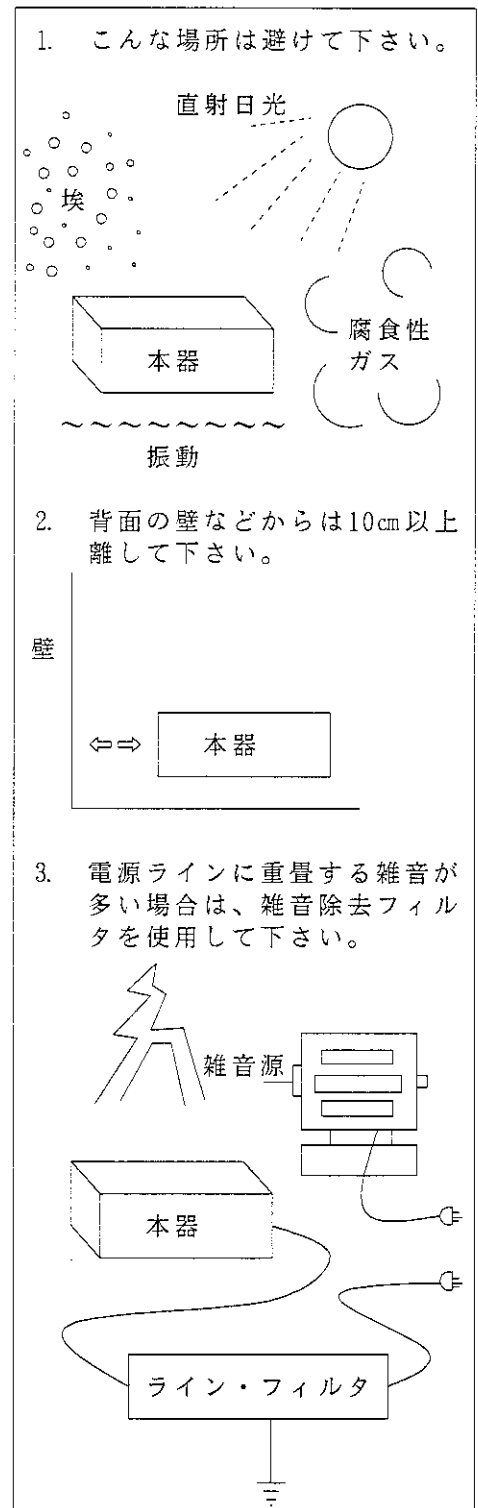 1. こんな場所は避けて下さい。
直射日光
埃
腐食性
ガス
本器
振動
2. 背面の壁などからは10㎝以上
離して下さい。
壁
本器
3. 電源ラインに重畳する雑音が
多い場合は、雑音除去フィル
タを使用して下さい。
雑音源
本器
ライン・フィルタ